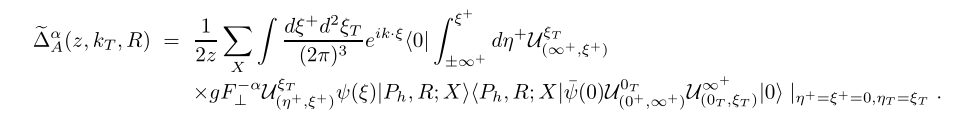 $\widetilde{\Delta}_A^{\alpha}(z, k_T, R) \;=\; \frac{1}{2z} \sum_X \int \frac{d\xi^+ d^2\xi_T}{(2\pi)^3} e^{ik\cdot\xi} \langle 0| \int_{\pm\infty^+}^{\xi^+} d\eta^+ \mathcal{U}_{(\infty^+,\xi^+)}^{\xi_T}$
$\times g F_\perp^{-\alpha} \mathcal{U}_{(\eta^+,\xi^+)}^{\xi_T} \psi(\xi) |P_h, R; X\rangle \langle P_h, R; X| \bar{\psi}(0) \mathcal{U}_{(0^+,\infty^+)}^{0_T} \mathcal{U}_{(0_T,\xi_T)}^{\infty^+} |0\rangle \;|_{\eta^+=\xi^+=0, \eta_T=\xi_T} \;.$